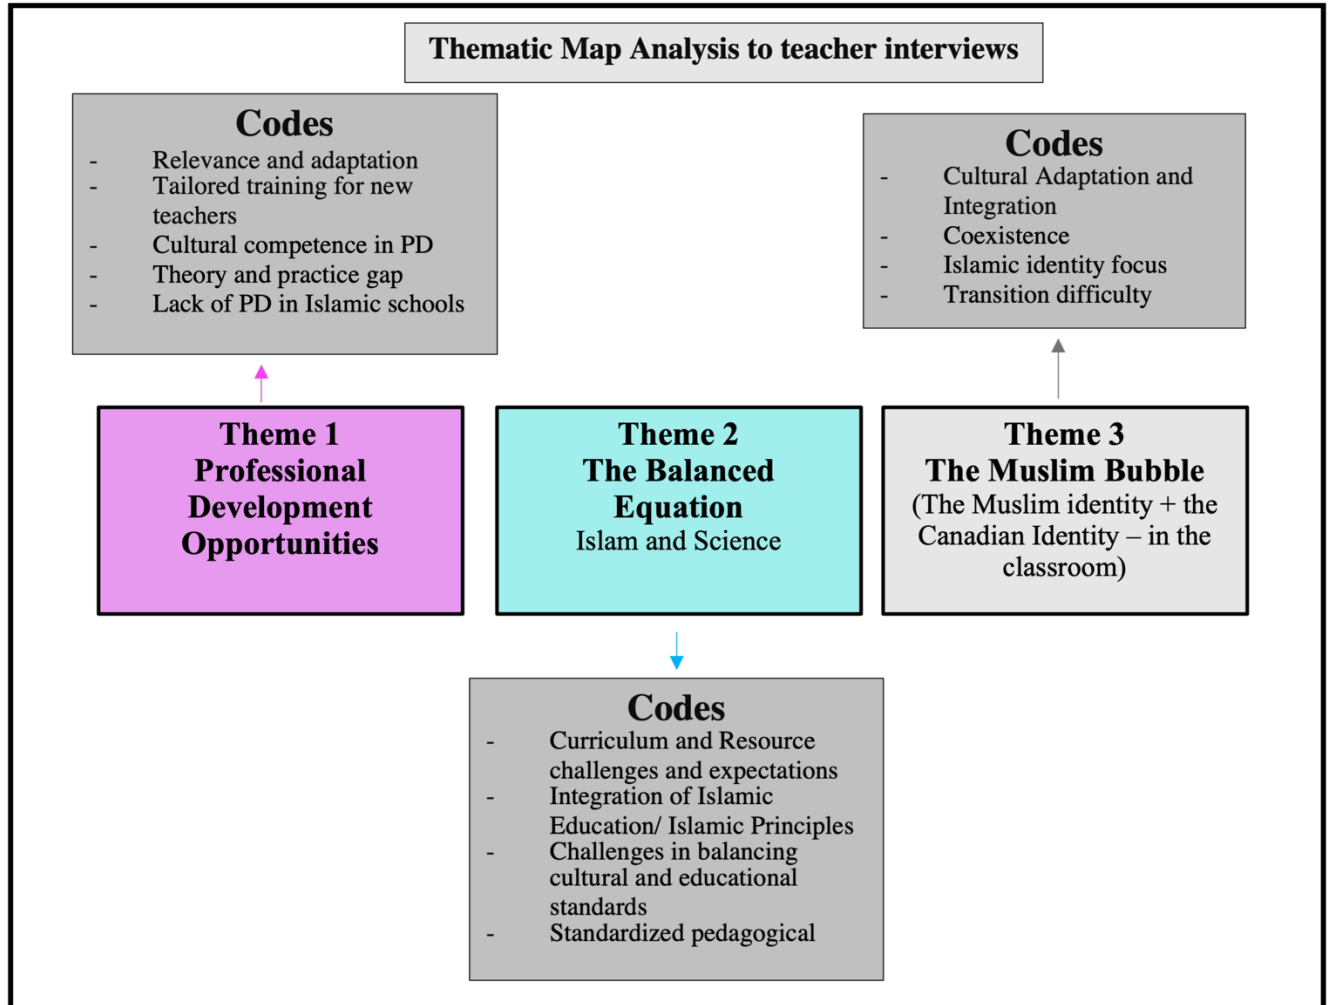 Thematic Map Analysis to teacher interviews
Codes
- Relevance and adaptation
- Tailored training for new
teachers
- Cultural competence in PD
- Theory and practice gap
- Lack of PD in Islamic schools
Codes
- Cultural Adaptation and
Integration
- Coexistence
- Islamic identity focus
- Transition difficulty
Theme 1
Professional
Development
Opportunities
Theme 2
The Balanced
Equation
Islam and Science
Theme 3
The Muslim Bubble
(The Muslim identity + the
Canadian Identity – in the
classroom)
Codes
- Curriculum and Resource
challenges and expectations
- Integration of Islamic
Education/ Islamic Principles
- Challenges in balancing
cultural and educational
standards
- Standardized pedagogical